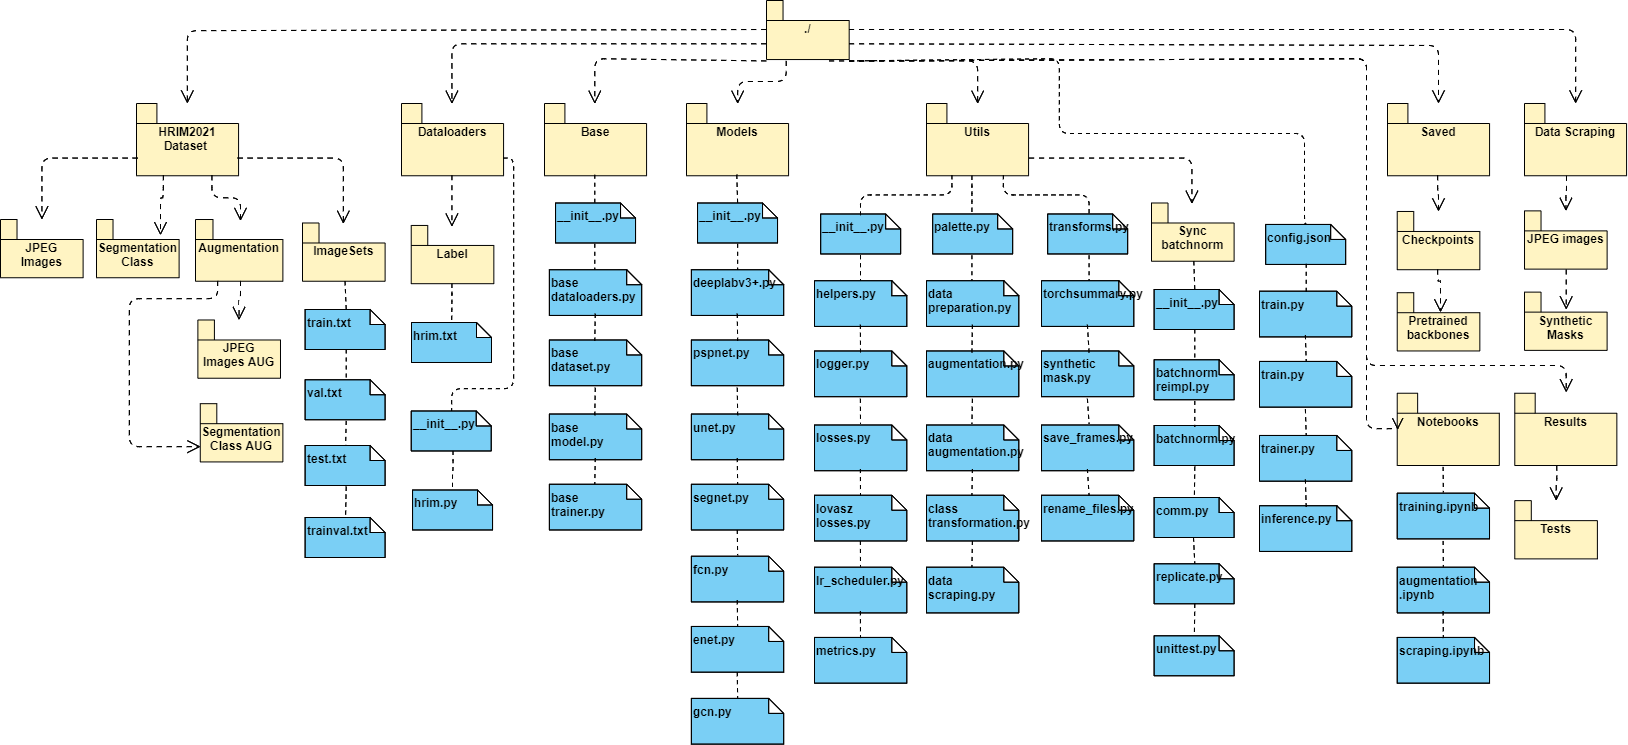 ./
HRIM2021
Dataset
Dataloaders
Base
Models
Utils
Saved
Data Scraping
JPEG
Images
Segmentation
Class
Augmentation
ImageSets
JPEG
Images AUG
Segmentation
Class AUG
train.txt
val.txt
test.txt
trainval.txt
Label
hrim.txt
__init__.py
hrim.py
__init__.py
base
dataloaders.py
base
dataset.py
base
model.py
base
trainer.py
__init__.py
deeplabv3+.py
pspnet.py
unet.py
segnet.py
fcn.py
enet.py
gcn.py
__init__.py
helpers.py
logger.py
losses.py
lovasz
losses.py
lr_scheduler.py
metrics.py
palette.py
data
preparation.py
augmentation.py
data
augmentation.py
class
transformation.py
data
scraping.py
transforms.py
torchsummary.py
synthetic
mask.py
save_frames.py
rename_files.py
Sync
batchnorm
__init__.py
batchnorm
reimpl.py
batchnorm.py
comm.py
replicate.py
unittest.py
config.json
train.py
train.py
trainer.py
inference.py
Checkpoints
Pretrained
backbones
JPEG images
Synthetic
Masks
Notebooks
training.ipynb
augmentation
.ipynb
scraping.ipynb
Results
Tests